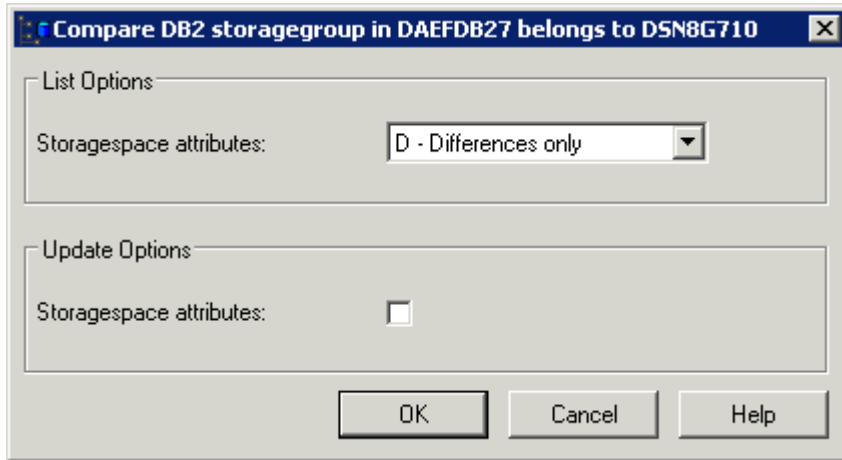 Compare DB2 storagegroup in DAEFDB27 belongs to DSN8G710
List Options
Storagespace attributes: D - Differences only
Update Options
Storagespace attributes:
OK Cancel Help